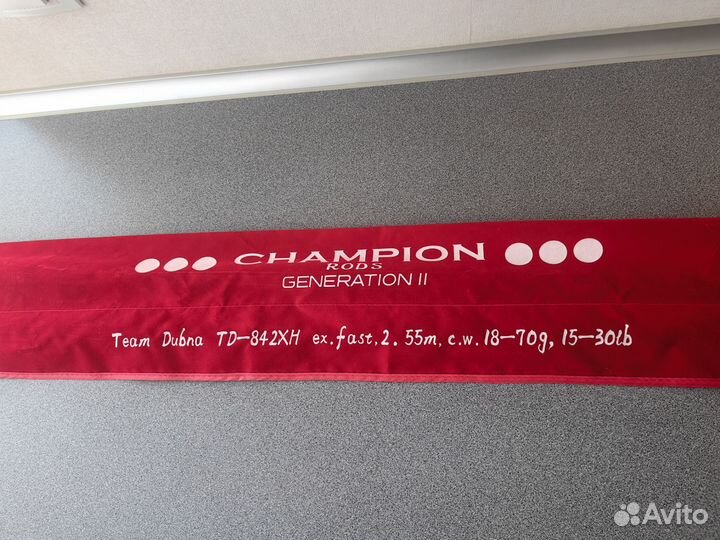 CHAMPION
RODS
GENERATION II
Team Dubna TD-842XH ex.fast, 2.55m, c.w. 18-70g, 15-30lb
Avito